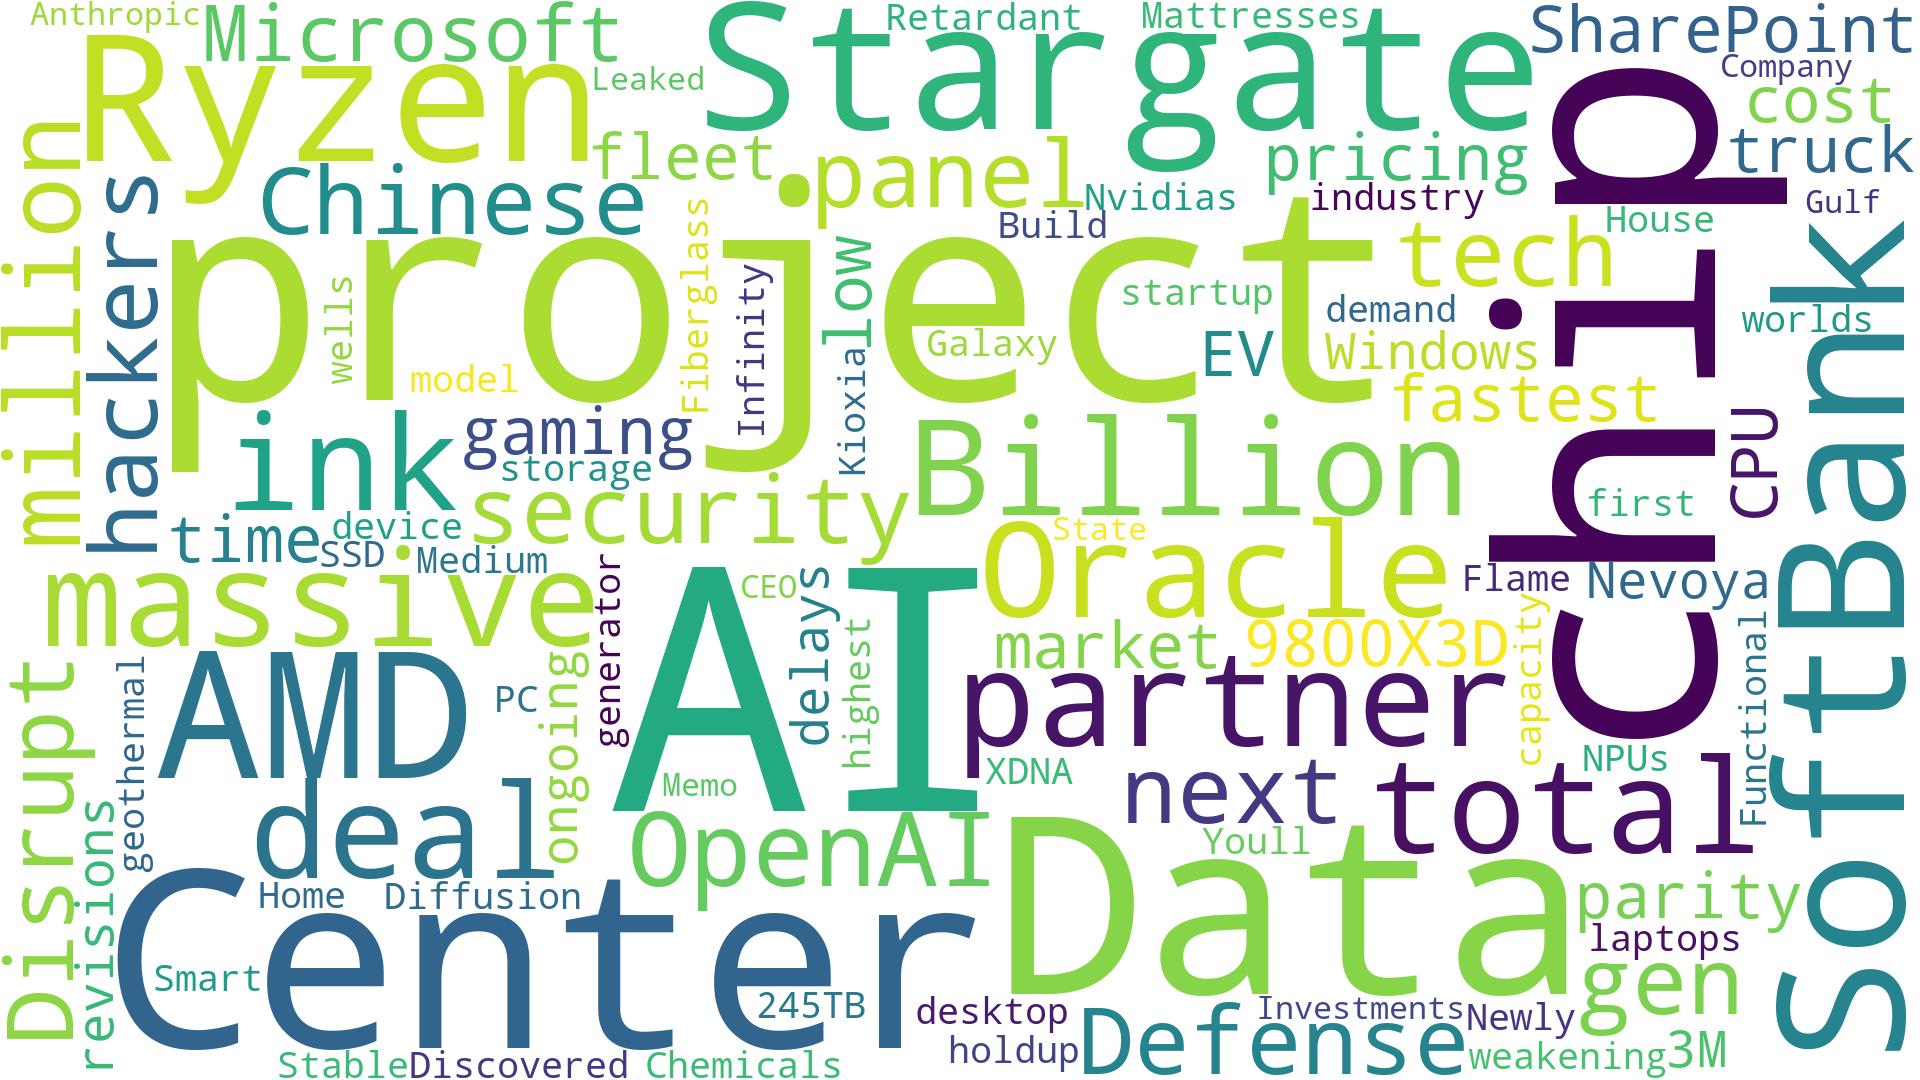 Anthropic
Microsoft
Stargate
Retardant
Mattresses
SharePoint
Ryzen
Leaked
Company
cost
million
hackers
Chinese
fleet
panel
pricing
truck
Nvidias
industry
Chip
Gulf
Build
House
project
tech
wells
Fiberglass
Infinity
low
startup
demand
worlds
SoftBank
model
Kioxia
Galaxy
EV
Windows
fastest
ink
gaming
storage
security
Billion
CPU
first
time
device
SSD
Medium
Oracle
State
massive
generator
AI
CEO
delays
Flame
Nevoya
market
9800X3D
capacity
Functional
Disrupt
geothermal
AMD
PC
ongoing
highest
partner
NPUs
Memo
XDNA
next
total
deal
OpenAI
Data
Youll
revisions
Center
Home
Diffusion
parity
laptops
Smart
245TB
desktop
Defense
Investments
Newly
gen
holdup
weakening
3M
Stable
Discovered
Chemicals